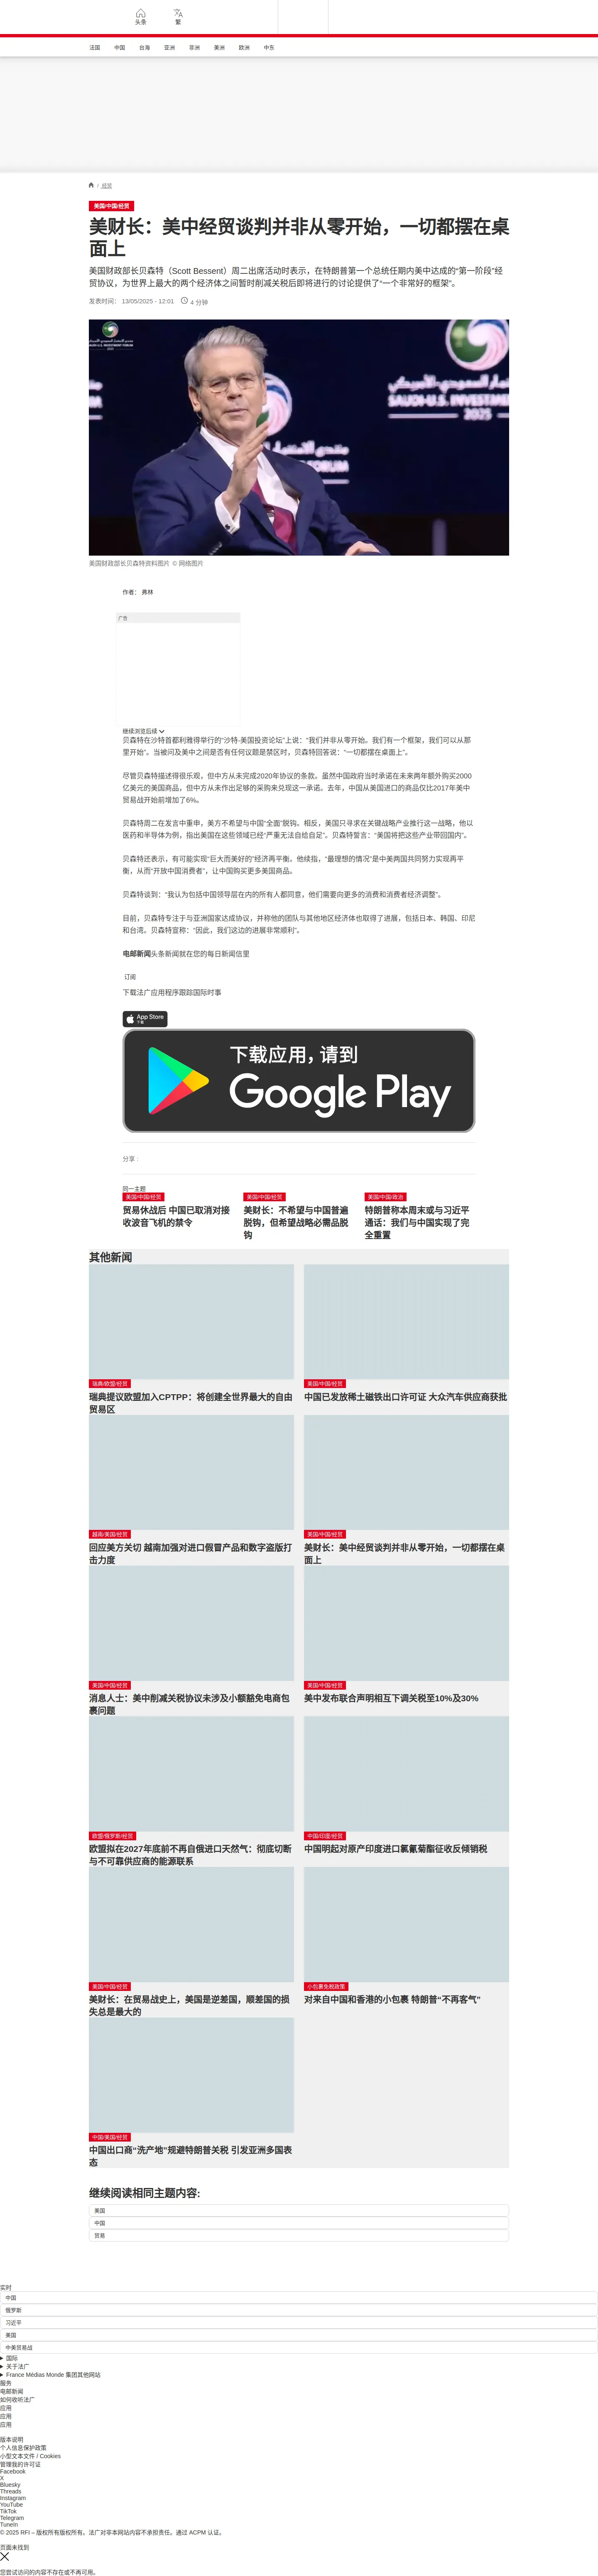 头条
繁
法国 中国 台海 亚洲 非洲 美洲 欧洲 中东
/ 经贸
美国/中国/经贸
美财长：美中经贸谈判并非从零开始，一切都摆在桌
面上
美国财政部长贝森特（Scott Bessent）周二出席活动时表示，在特朗普第一个总统任期内美中达成的“第一阶段”经
贸协议，为世界上最大的两个经济体之间暂时削减关税后即将进行的讨论提供了“一个非常好的框架”。
发表时间： 13/05/2025 - 12:01 4 分钟
SAUDI-U.S. INVESTMENT
FORUM
2025
美国财政部长贝森特资料图片 © 网络图片
作者： 弗林
广告
继续浏览后续
贝森特在沙特首都利雅得举行的“沙特-美国投资论坛”上说：“我们并非从零开始。我们有一个框架，我们可以从那
里开始”。当被问及美中之间是否有任何议题是禁区时，贝森特回答说：“一切都摆在桌面上”。
尽管贝森特描述得很乐观，但中方从未完成2020年协议的条款。虽然中国政府当时承诺在未来两年额外购买2000
亿美元的美国商品，但中方从未作出足够的采购来兑现这一承诺。去年，中国从美国进口的商品仅比2017年美中
贸易战开始前增加了6%。
贝森特周二在发言中重申，美方不希望与中国“全面”脱钩。相反，美国只寻求在关键战略产业推行这一战略，他以
医药和半导体为例，指出美国在这些领域已经“严重无法自给自足”。贝森特誓言：“美国将把这些产业带回国内”。
贝森特还表示，有可能实现“巨大而美好的”经济再平衡。他续指，“最理想的情况”是中美两国共同努力实现再平
衡，从而“开放中国消费者”，让中国购买更多美国商品。
贝森特谈到：“我认为包括中国领导层在内的所有人都同意，他们需要向更多的消费和消费者经济调整”。
目前，贝森特专注于与亚洲国家达成协议，并称他的团队与其他地区经济体也取得了进展，包括日本、韩国、印尼
和台湾。贝森特宣称：“因此，我们这边的进展非常顺利”。
电邮新闻头条新闻就在您的每日新闻信里
订阅
下载法广应用程序跟踪国际时事
App Store
下载
下载应用，请到
Google Play
分享 :
同一主题
美国/中国/经贸
贸易休战后 中国已取消对接
收波音飞机的禁令
美国/中国/经贸
美财长：不希望与中国普遍
脱钩，但希望战略必需品脱
钩
美国/中国/政治
特朗普称本周末或与习近平
通话：我们与中国实现了完
全重置
其他新闻
瑞典/欧盟/经贸
瑞典提议欧盟加入CPTPP：将创建全世界最大的自由
贸易区
美国/中国/经贸
中国已发放稀土磁铁出口许可证 大众汽车供应商获批
越南/美国/经贸
回应美方关切 越南加强对进口假冒产品和数字盗版打
击力度
美国/中国/经贸
美财长：美中经贸谈判并非从零开始，一切都摆在桌
面上
美国/中国/经贸
消息人士：美中削减关税协议未涉及小额豁免电商包
裹问题
美国/中国/经贸
美中发布联合声明相互下调关税至10%及30%
欧盟/俄罗斯/经贸
欧盟拟在2027年底前不再自俄进口天然气：彻底切断
与不可靠供应商的能源联系
中国/印度/经贸
中国明起对原产印度进口氯氰菊酯征收反倾销税
美国/中国/经贸
美财长：在贸易战史上，美国是逆差国，顺差国的损
失总是最大的
小包裹免税政策
对来自中国和香港的小包裹 特朗普“不再客气”
中国/美国/经贸
中国出口商“洗产地”规避特朗普关税 引发亚洲多国表
态
继续阅读相同主题内容:
美国
中国
贸易
实时
中国
俄罗斯
习近平
美国
中美贸易战
国际
关于法广
France Médias Monde 集团其他网站
服务
电邮新闻
如何收听法广
应用
应用
应用
版本说明
个人信息保护政策
小型文本文件 / Cookies
管理我的许可证
Facebook
X
Bluesky
Threads
Instagram
YouTube
TikTok
Telegram
TuneIn
© 2025 RFI – 版权所有版权所有。法广对非本网站内容不承担责任。通过 ACPM 认证。
页面未找到
您尝试访问的内容不存在或不再可用。